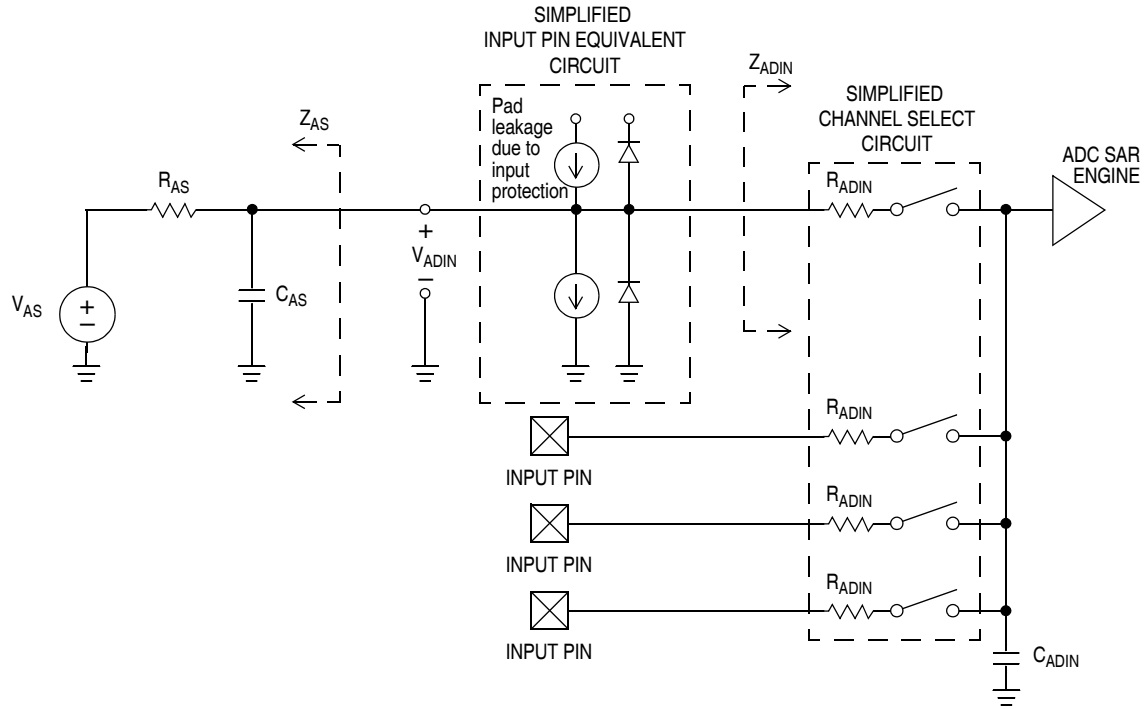 SIMPLIFIED
INPUT PIN EQUIVALENT
CIRCUIT
Pad
leakage
due to
input
protection
Z_ADIN
SIMPLIFIED
CHANNEL SELECT
CIRCUIT
ADC SAR
ENGINE
Z_AS
R_AS
R_ADIN
+
V_ADIN
–
V_AS
+
–
C_AS
R_ADIN
INPUT PIN
R_ADIN
INPUT PIN
R_ADIN
INPUT PIN
C_ADIN